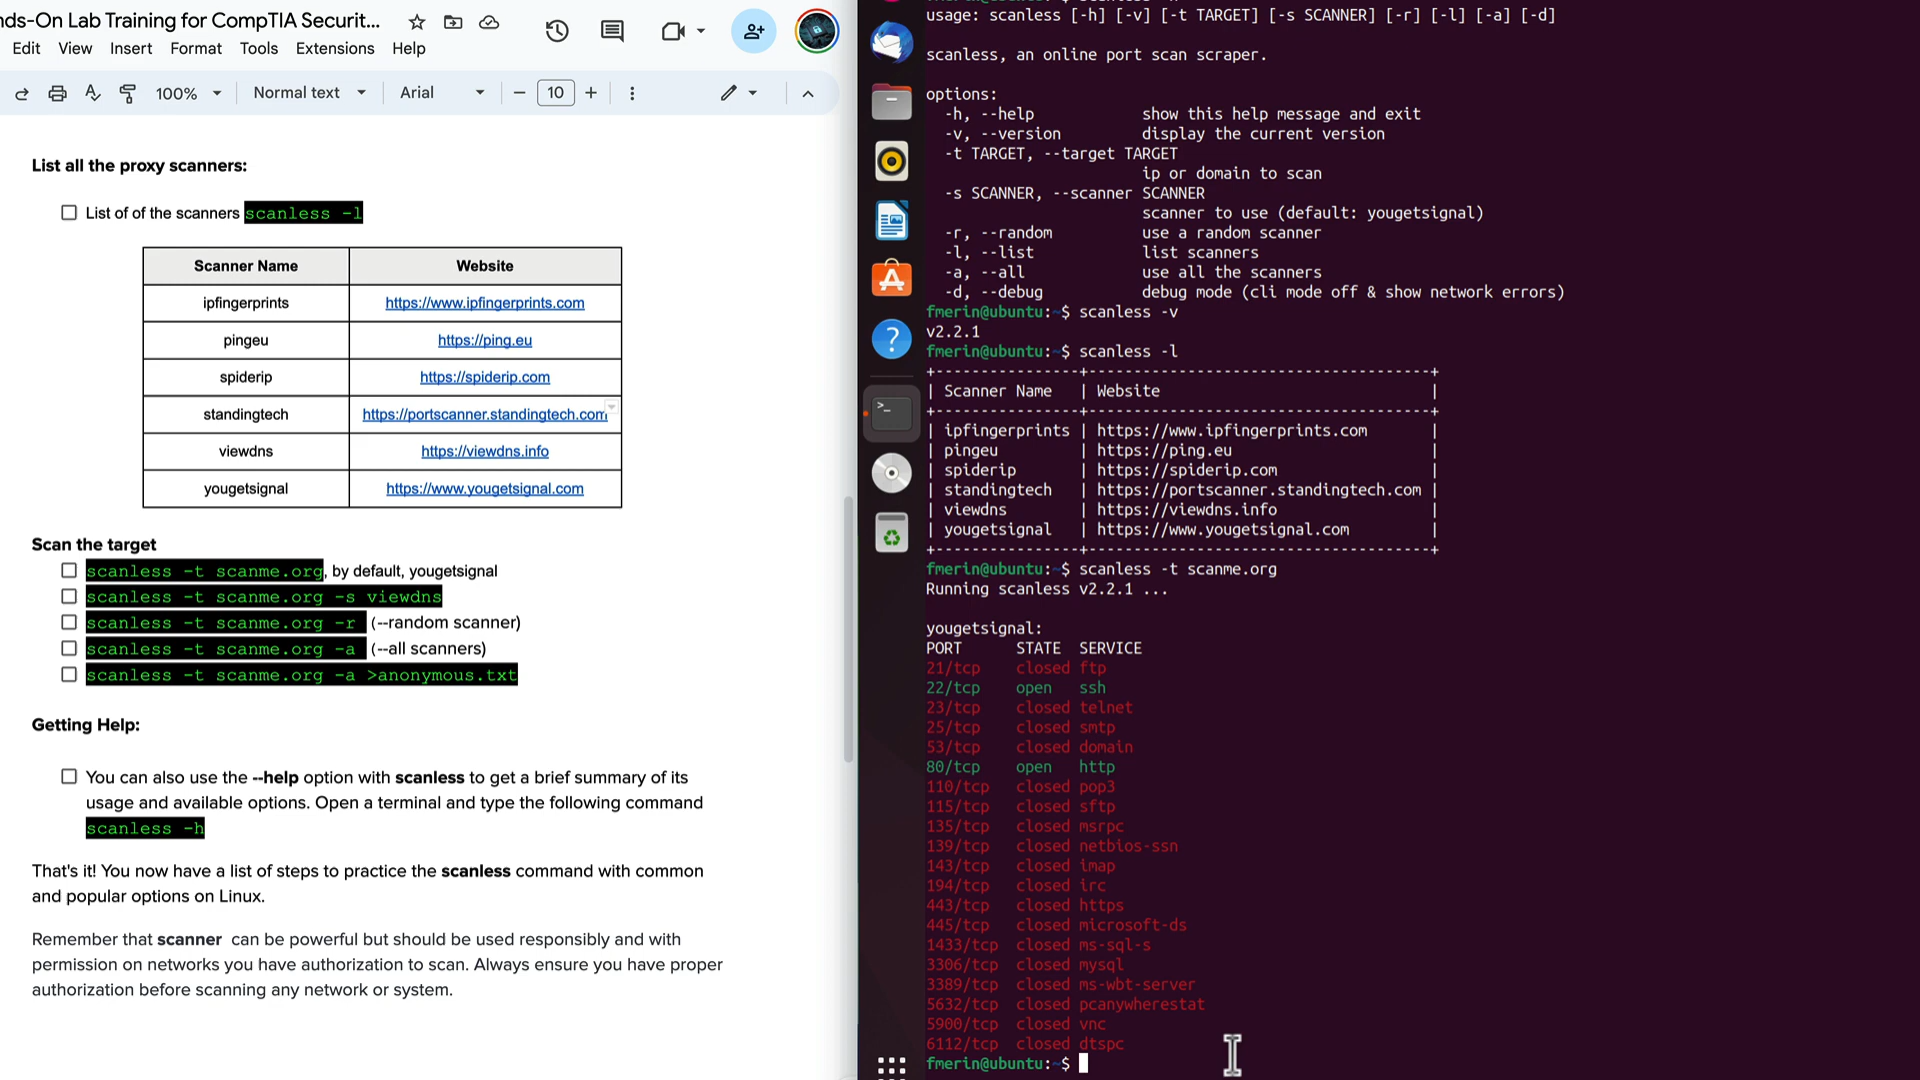 nds-On Lab Training for CompTIA Securit...
Edit View Insert Format Tools Extensions Help
100% Normal text Arial − 10 +
List all the proxy scanners:
List of of the scanners scanless -l
Scanner Name Website
ipfingerprints https://www.ipfingerprints.com
pingeu https://ping.eu
spiderip https://spiderip.com
standingtech https://portscanner.standingtech.com
viewdns https://viewdns.info
yougetsignal https://www.yougetsignal.com
Scan the target
scanless -t scanme.org, by default, yougetsignal
scanless -t scanme.org -s viewdns
scanless -t scanme.org -r (--random scanner)
scanless -t scanme.org -a (--all scanners)
scanless -t scanme.org -a >anonymous.txt
Getting Help:
You can also use the --help option with scanless to get a brief summary of its
usage and available options. Open a terminal and type the following command
scanless -h
That's it! You now have a list of steps to practice the scanless command with common
and popular options on Linux.
Remember that scanner can be powerful but should be used responsibly and with
permission on networks you have authorization to scan. Always ensure you have proper
authorization before scanning any network or system.
usage: scanless [-h] [-v] [-t TARGET] [-s SCANNER] [-r] [-l] [-a] [-d]
scanless, an online port scan scraper.
options:
-h, --help show this help message and exit
-v, --version display the current version
-t TARGET, --target TARGET
ip or domain to scan
-s SCANNER, --scanner SCANNER
scanner to use (default: yougetsignal)
-r, --random use a random scanner
-l, --list list scanners
-a, --all use all the scanners
-d, --debug debug mode (cli mode off & show network errors)
fmerin@ubuntu:~$ scanless -v
v2.2.1
fmerin@ubuntu:~$ scanless -l
+----------------+--------------------------------------+
| Scanner Name | Website |
+----------------+--------------------------------------+
| ipfingerprints | https://www.ipfingerprints.com |
| pingeu | https://ping.eu |
| spiderip | https://spiderip.com |
| standingtech | https://portscanner.standingtech.com |
| viewdns | https://viewdns.info |
| yougetsignal | https://www.yougetsignal.com |
+----------------+--------------------------------------+
fmerin@ubuntu:~$ scanless -t scanme.org
Running scanless v2.2.1 ...
yougetsignal:
PORT STATE SERVICE
21/tcp closed ftp
22/tcp open ssh
23/tcp closed telnet
25/tcp closed smtp
53/tcp closed domain
80/tcp open http
110/tcp closed pop3
115/tcp closed sftp
135/tcp closed msrpc
139/tcp closed netbios-ssn
143/tcp closed imap
194/tcp closed irc
443/tcp closed https
445/tcp closed microsoft-ds
1433/tcp closed ms-sql-s
3306/tcp closed mysql
3389/tcp closed ms-wbt-server
5632/tcp closed pcanywherestat
5900/tcp closed vnc
6112/tcp closed dtspc
fmerin@ubuntu:~$